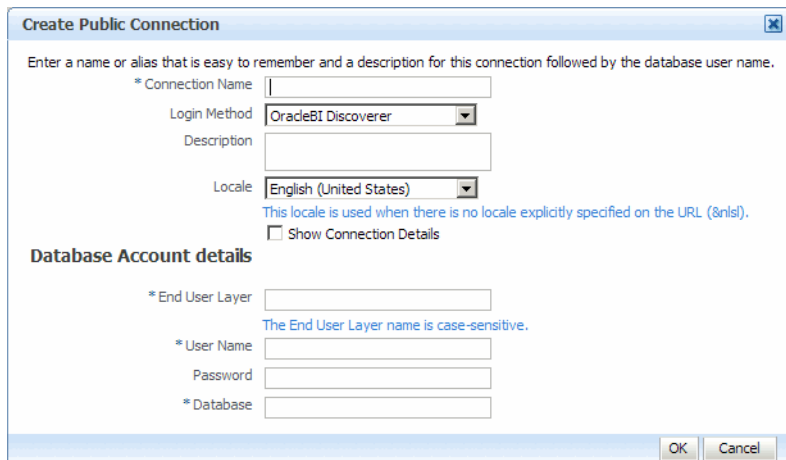 Create Public Connection
Enter a name or alias that is easy to remember and a description for this connection followed by the database user name.
* Connection Name
Login Method OracleBI Discoverer
Description
Locale English (United States)
This locale is used when there is no locale explicitly specified on the URL (&nlsl).
Show Connection Details
Database Account details
* End User Layer
The End User Layer name is case-sensitive.
* User Name
Password
* Database
OK Cancel